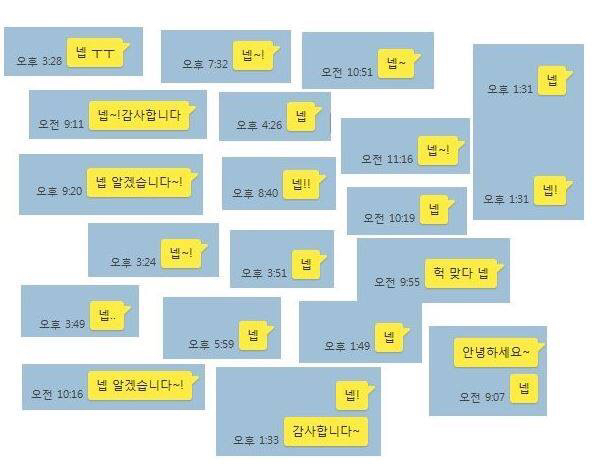 오후 3:28 넵 ㅜㅜ
오후 7:32 넵~!
오전 10:51 넵~
오후 1:31 넵
오후 1:31 넵!
오전 9:11 넵~!감사합니다
오후 4:26 넵
오전 11:16 넵~!
오후 9:20 넵 알겠습니다~!
오후 8:40 넵!!
오전 10:19 넵
오후 3:24 넵~!
오후 3:51 넵
오전 9:55 헉 맞다 넵
오후 3:49 넵..
오후 5:59 넵
오후 1:49 넵
안녕하세요~
오전 9:07 넵
오전 10:16 넵 알겠습니다~!
넵!
오후 1:33 감사합니다~